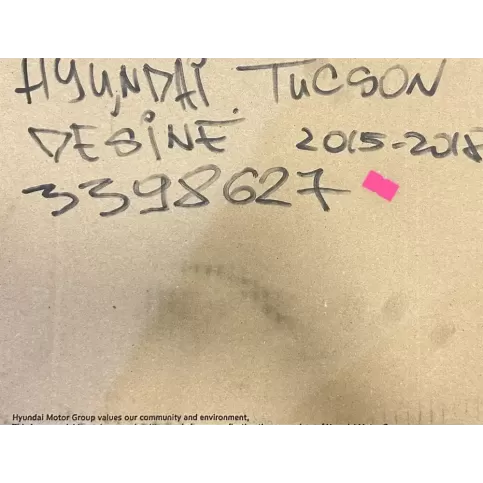 HYUNDAI TUCSON
DESINE 2015-2018
3398627
Hyundai Motor Group values our community and environment,